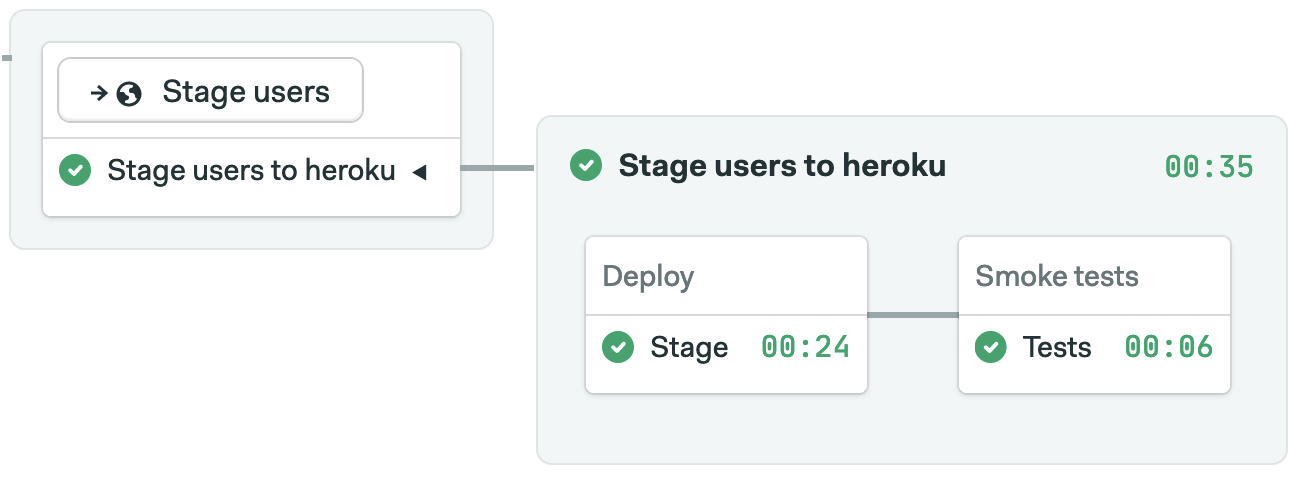 Stage users
Stage users to heroku
Stage users to heroku 00:35
Deploy
Stage 00:24
Smoke tests
Tests 00:06